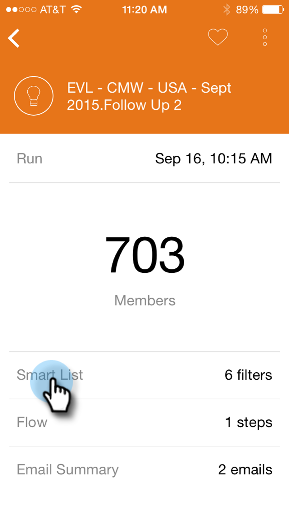 AT&T 11:20 AM 89%
EVL - CMW - USA - Sept
2015.Follow Up 2
Run Sep 16, 10:15 AM
703
Members
Smart List 6 filters
Flow 1 steps
Email Summary 2 emails